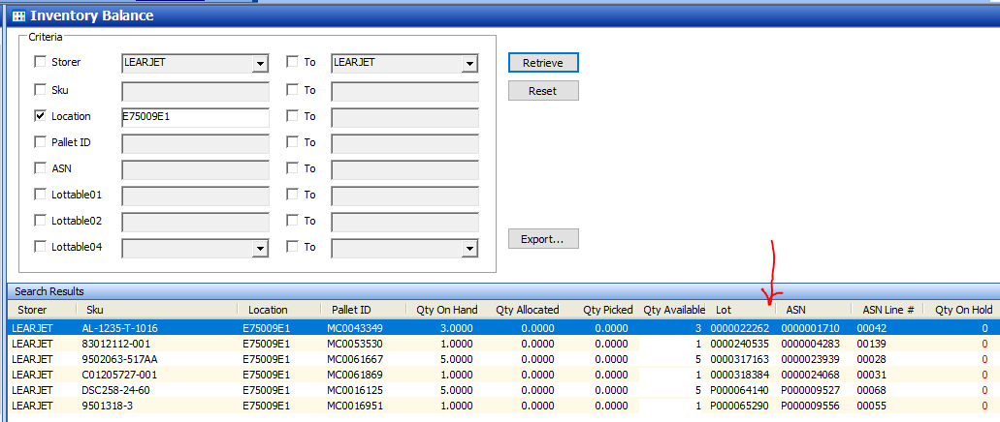 Inventory Balance
Criteria
Storer LEARJET To LEARJET Retrieve
Sku To Reset
Location E75009E1 To
Pallet ID To
ASN To
Lottable01 To
Lottable02 To
Lottable04 To Export...
Search Results
Storer Sku Location Pallet ID Qty On Hand Qty Allocated Qty Picked Qty Available Lot ASN ASN Line # Qty On Hold
LEARJET AL-1235-T-1016 E75009E1 MC0043349 3.0000 0.0000 0.0000 3 0000022262 0000001710 00042 0
LEARJET 83012112-001 E75009E1 MC0053530 1.0000 0.0000 0.0000 1 0000240535 0000004283 00139 0
LEARJET 9502063-517AA E75009E1 MC0061667 5.0000 0.0000 0.0000 5 0000317163 0000023939 00028 0
LEARJET C01205727-001 E75009E1 MC0061869 1.0000 0.0000 0.0000 1 0000318384 0000024068 00031 0
LEARJET DSC258-24-60 E75009E1 MC0016125 5.0000 0.0000 0.0000 5 P000064140 P000009527 00068 0
LEARJET 9501318-3 E75009E1 MC0016951 1.0000 0.0000 0.0000 1 P000065290 P000009556 00055 0